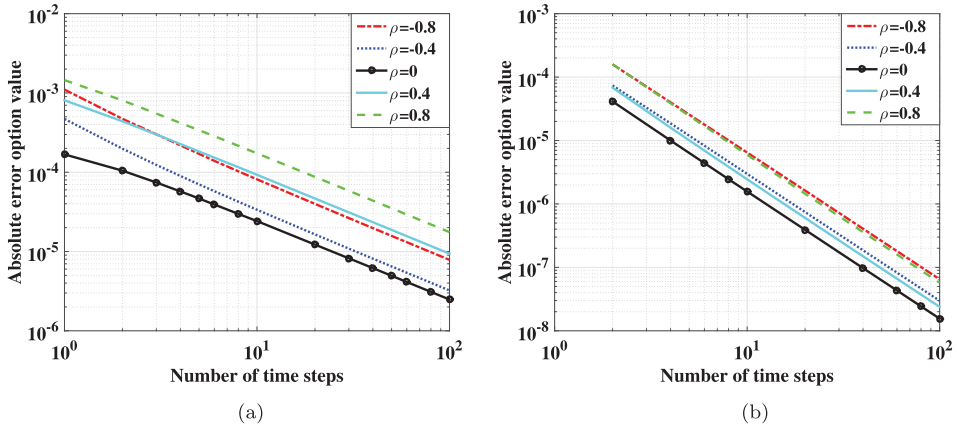 10^-2
10^-3
10^-4
10^-5
10^-6
Absolute error option value
10^0
10^1
10^2
Number of time steps
ρ=-0.8
ρ=-0.4
ρ=0
ρ=0.4
ρ=0.8
(a)
10^-3
10^-4
10^-5
10^-6
10^-7
10^-8
Absolute error option value
10^0
10^1
10^2
Number of time steps
ρ=-0.8
ρ=-0.4
ρ=0
ρ=0.4
ρ=0.8
(b)